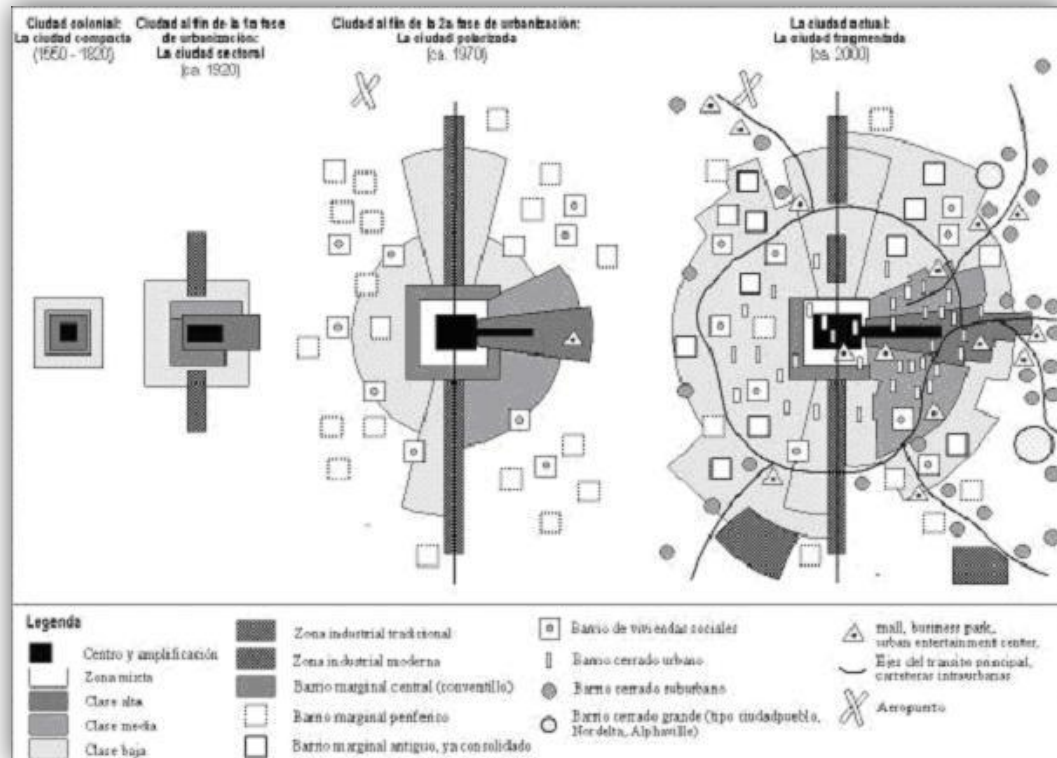 Ciudad colonial:
La ciudad compacta
(1550 - 1820)
Ciudad al fin de la 1ra fase
de urbanización:
La ciudad sectoral
(ca. 1920)
Ciudad al fin de la 2a fase de urbanización:
La ciudad polarizada
(ca. 1970)
La ciudad actual:
La ciudad fragmentada
(ca. 2000)
Legenda
Centro y amplificación
Zona mixta
Clase alta
Clase media
Clase baja
Zona industrial tradicional
Zona industrial moderna
Barrio marginal central (conventillo)
Barrio marginal periferico
Barrio marginal antiguo, ya consolidado
Barrio de viviendas sociales
Barrio cerrado urbano
Barrio cerrado suburbano
Barrio cerrado grande (tipo ciudadpueblo,
Nordelta, Alphaville)
mall, business park,
urban entertainment center,
Ejes del transito principal,
carreteras intraurbanas
Aeropuerto